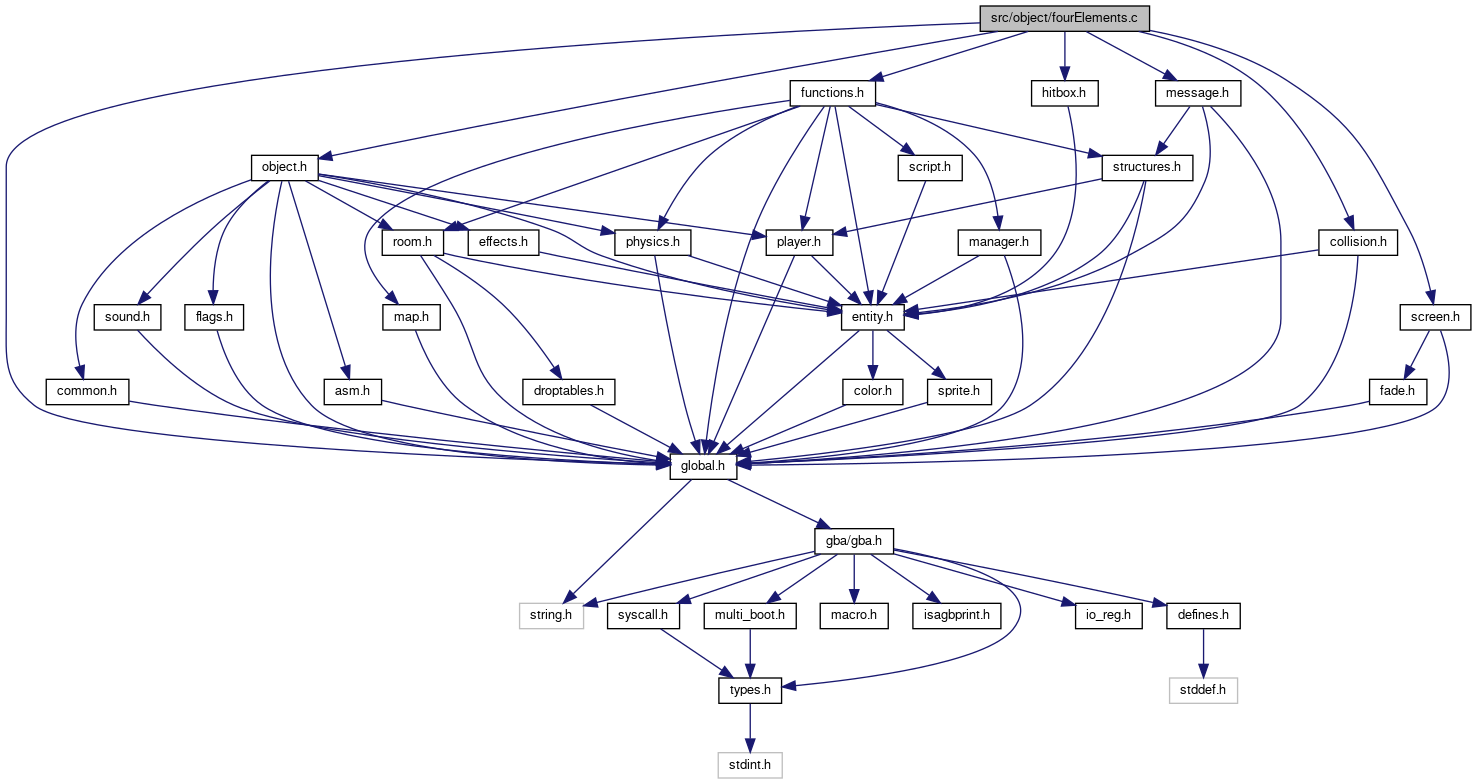 src/object/fourElements.c
functions.h
hitbox.h
message.h
object.h
script.h
structures.h
room.h
effects.h
physics.h
player.h
manager.h
collision.h
sound.h
flags.h
map.h
entity.h
screen.h
common.h
asm.h
droptables.h
color.h
sprite.h
fade.h
global.h
gba/gba.h
string.h
syscall.h
multi_boot.h
macro.h
isagbprint.h
io_reg.h
defines.h
types.h
stddef.h
stdint.h